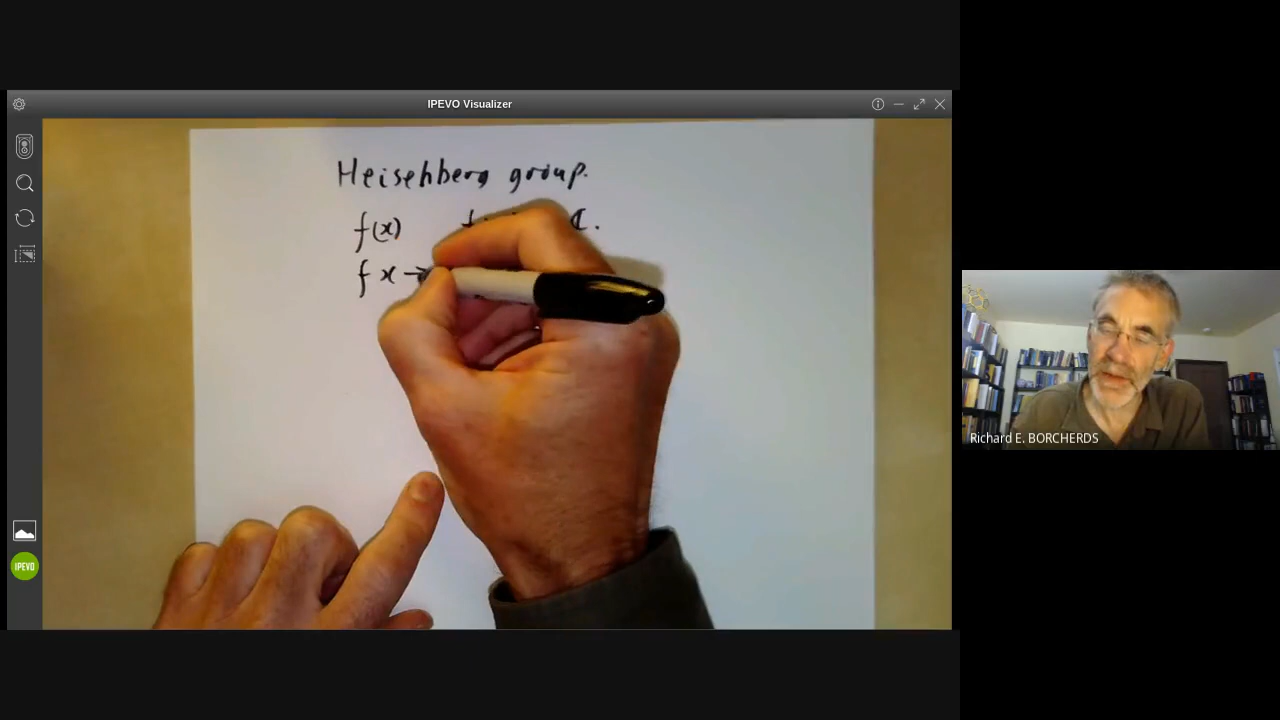 IPEVO Visualizer
Heisenberg group.
f(x) ℂ.
f x →
IPEVO
Richard E. BORCHERDS